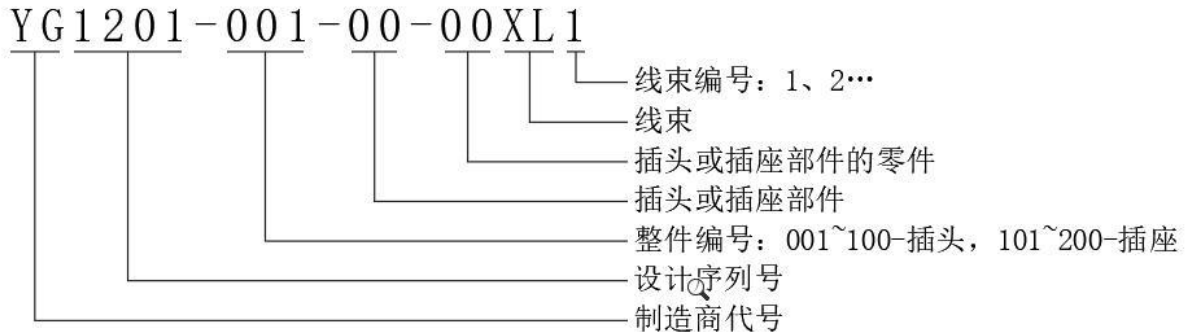 YG1201-001-00-00XL1
线束编号：1、2…
线束
插头或插座部件的零件
插头或插座部件
整件编号：001~100-插头，101~200-插座
设计序列号
制造商代号